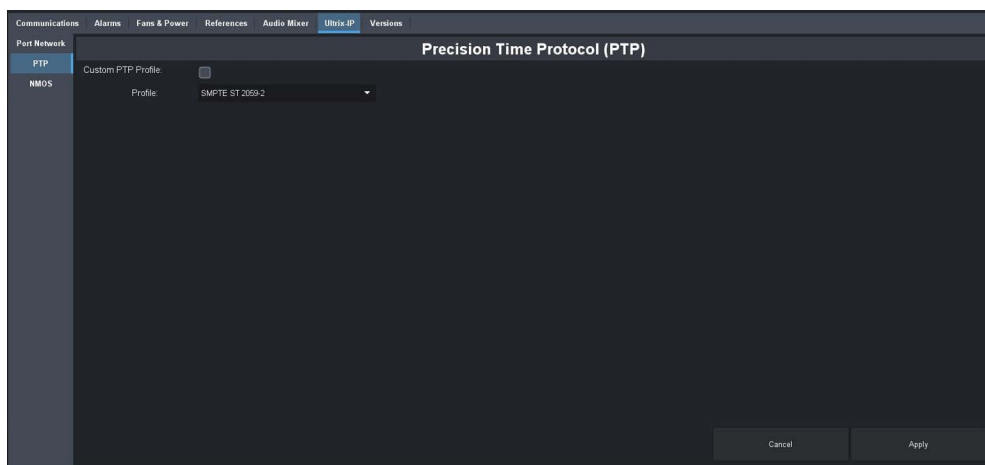 Communications Alarms Fans & Power References Audio Mixer Ultrix-IP Versions
Port Network
Precision Time Protocol (PTP)
PTP
Custom PTP Profile:
NMOS
Profile: SMPTE ST 2059-2
Cancel Apply